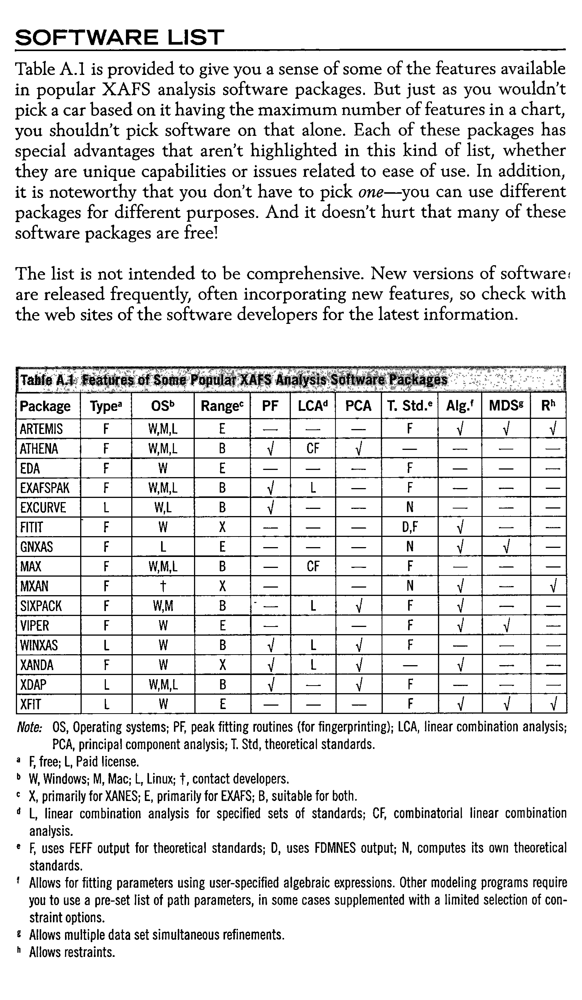 SOFTWARE LIST
Table A.1 is provided to give you a sense of some of the features available
in popular XAFS analysis software packages. But just as you wouldn't
pick a car based on it having the maximum number of features in a chart,
you shouldn't pick software on that alone. Each of these packages has
special advantages that aren't highlighted in this kind of list, whether
they are unique capabilities or issues related to ease of use. In addition,
it is noteworthy that you don't have to pick one—you can use different
packages for different purposes. And it doesn't hurt that many of these
software packages are free!
The list is not intended to be comprehensive. New versions of software
are released frequently, often incorporating new features, so check with
the web sites of the software developers for the latest information.
Table A.1 Features of Some Popular XAFS Analysis Software Packages
Package Typeᵃ OSᵇ Rangeᶜ PF LCAᵈ PCA T. Std.ᵉ Alg.ᶠ MDSᵍ Rʰ
ARTEMIS F W,M,L E — — — F √ √ √
ATHENA F W,M,L B √ CF √ — — — —
EDA F W E — — — F — — —
EXAFSPAK F W,M,L B √ L — F — — —
EXCURVE L W,L B √ — — N — — —
FITIT F W X — — — D,F √ — —
GNXAS F L E — — — N √ √ —
MAX F W,M,L B — CF — F — — —
MXAN F † X — — N √ — √
SIXPACK F W,M B — L √ F √ — —
VIPER F W E — — F √ √ —
WINXAS L W B √ L √ F — — —
XANDA F W X √ L √ — √ — —
XDAP L W,M,L B √ — √ F — — —
XFIT L W E — — — F √ √ √
Note: OS, Operating systems; PF, peak fitting routines (for fingerprinting); LCA, linear combination analysis;
PCA, principal component analysis; T. Std, theoretical standards.
ᵃ F, free; L, Paid license.
ᵇ W, Windows; M, Mac; L, Linux; †, contact developers.
ᶜ X, primarily for XANES; E, primarily for EXAFS; B, suitable for both.
ᵈ L, linear combination analysis for specified sets of standards; CF, combinatorial linear combination
analysis.
ᵉ F, uses FEFF output for theoretical standards; D, uses FDMNES output; N, computes its own theoretical
standards.
ᶠ Allows for fitting parameters using user-specified algebraic expressions. Other modeling programs require
you to use a pre-set list of path parameters, in some cases supplemented with a limited selection of con-
straint options.
ᵍ Allows multiple data set simultaneous refinements.
ʰ Allows restraints.